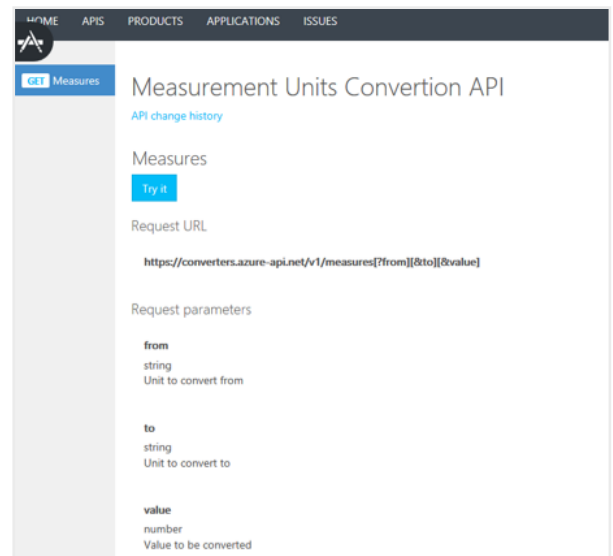 HOME APIS PRODUCTS APPLICATIONS ISSUES
GET Measures
Measurement Units Convertion API
API change history
Measures
Try it
Request URL
https://converters.azure-api.net/v1/measures[?from][&to][&value]
Request parameters
from
string
Unit to convert from
to
string
Unit to convert to
value
number
Value to be converted